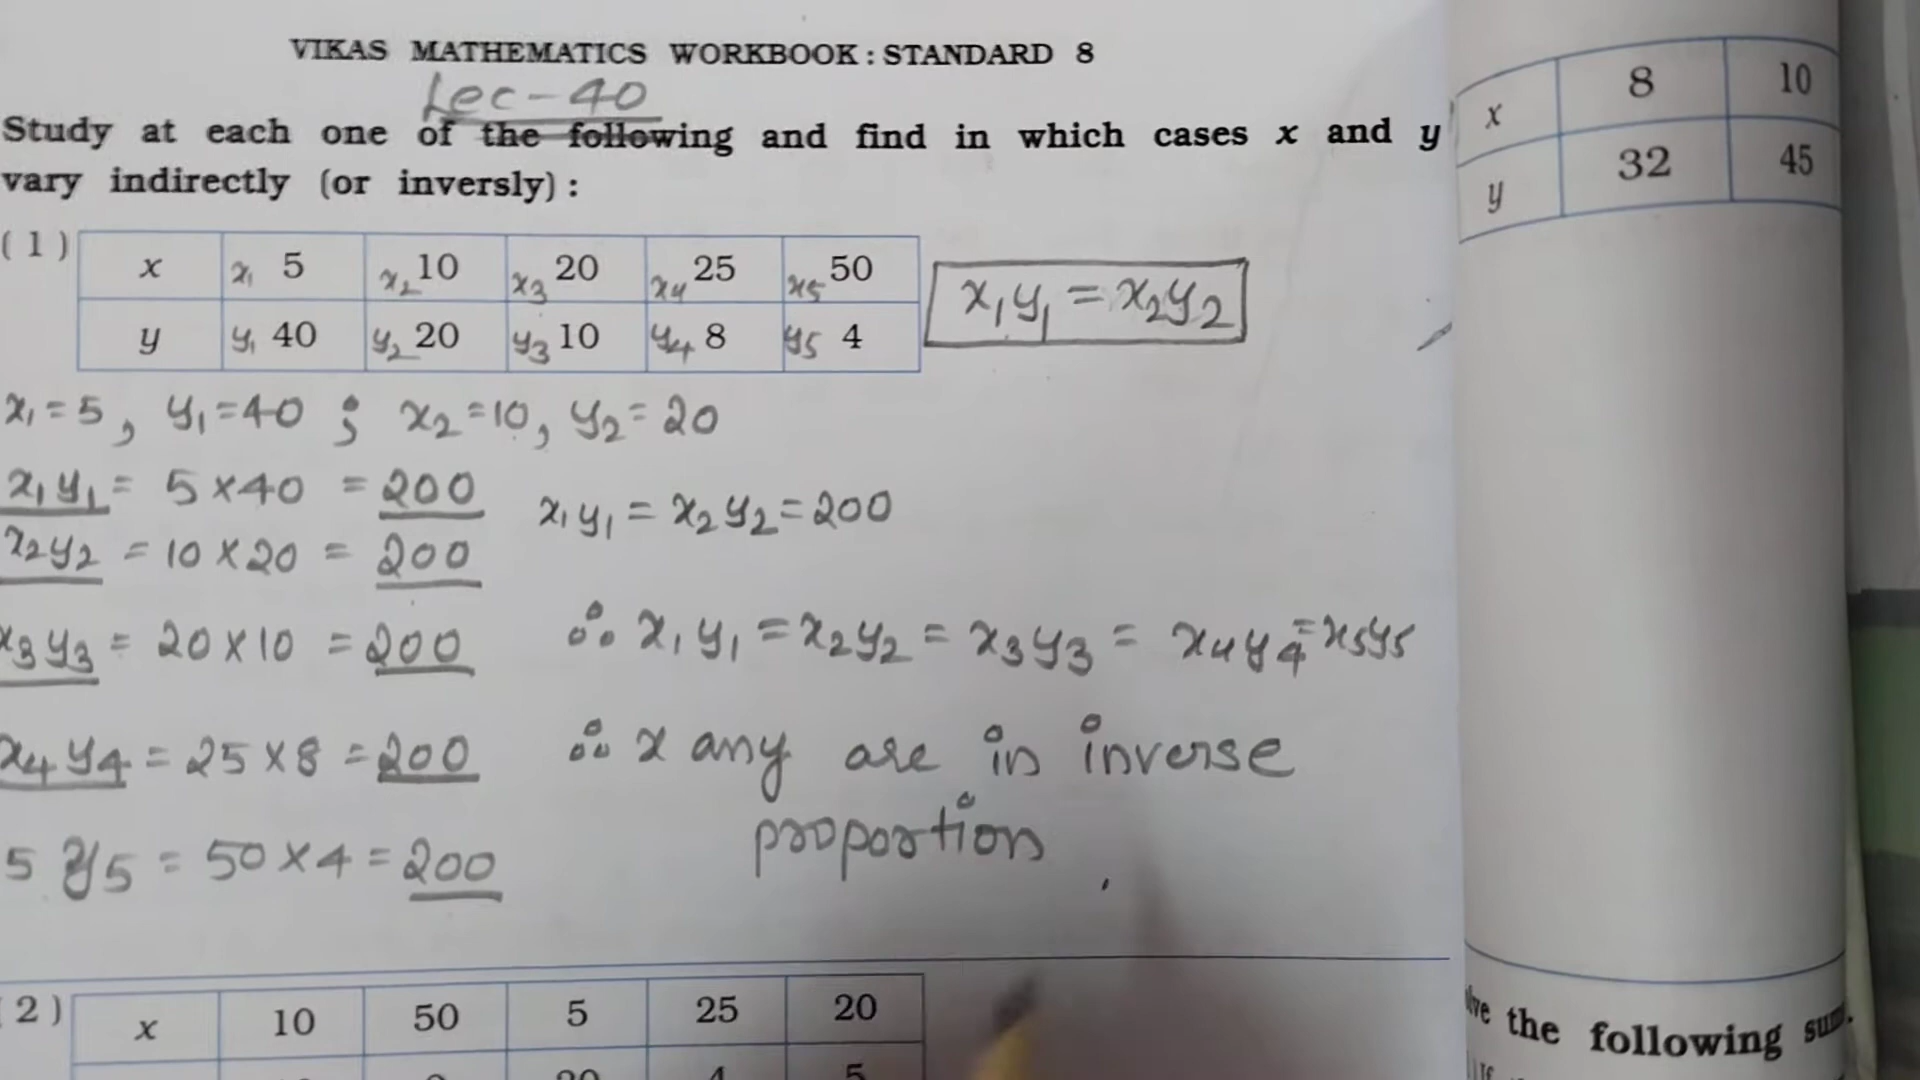 VIKAS MATHEMATICS WORKBOOK : STANDARD 8
Lec-40
Study at each one of the following and find in which cases x and y
vary indirectly (or inversly) :
(1)
x x₁ 5 x₂ 10 x₃ 20 x₄ 25 x₅ 50
y y₁ 40 y₂ 20 y₃ 10 y₄ 8 y₅ 4
x₁y₁ = x₂y₂
x₁ = 5, y₁ = 40 ; x₂ = 10, y₂ = 20
x₁y₁ = 5 × 40 = 200
x₁y₁ = x₂y₂ = 200
x₂y₂ = 10 × 20 = 200
x₃y₃ = 20 × 10 = 200
∴ x₁y₁ = x₂y₂ = x₃y₃ = x₄y₄ = x₅y₅
x₄y₄ = 25 × 8 = 200
∴ x any are in inverse
proportion
5 y₅ = 50 × 4 = 200
2)
x 10 50 5 25 20
20 4 5
x 8 10
y 32 45
the following